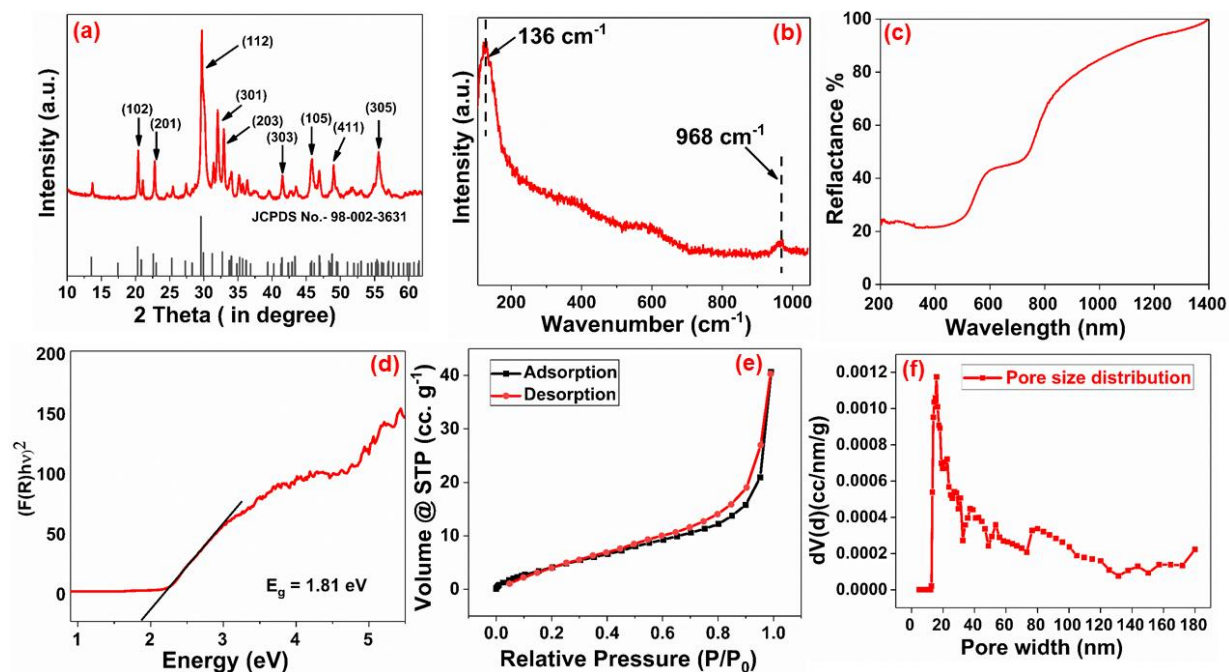 (a)
(112)
(102)
(201)
(301)
(203)
(303)
(105)
(411)
(305)
JCPDS No.- 98-002-3631
Intensity (a.u.)
10 15 20 25 30 35 40 45 50 55 60
2 Theta ( in degree)
(b)
136 cm⁻¹
968 cm⁻¹
Intensity (a.u.)
200 400 600 800 1000
Wavenumber (cm⁻¹)
(c)
100
80
60
40
20
0
Reflactance %
200 400 600 800 1000 1200 1400
Wavelength (nm)
(d)
200
150
100
50
0
(F(R)hν)²
E_g = 1.81 eV
1 2 3 4 5
Energy (eV)
(e)
Adsorption
Desorption
40
30
20
10
0
Volume @ STP (cc. g⁻¹)
0.0 0.2 0.4 0.6 0.8 1.0
Relative Pressure (P/P₀)
(f)
Pore size distribution
0.0012
0.0010
0.0008
0.0006
0.0004
0.0002
0.0000
dV(d)(cc/nm/g)
0 20 40 60 80 100 120 140 160 180
Pore width (nm)